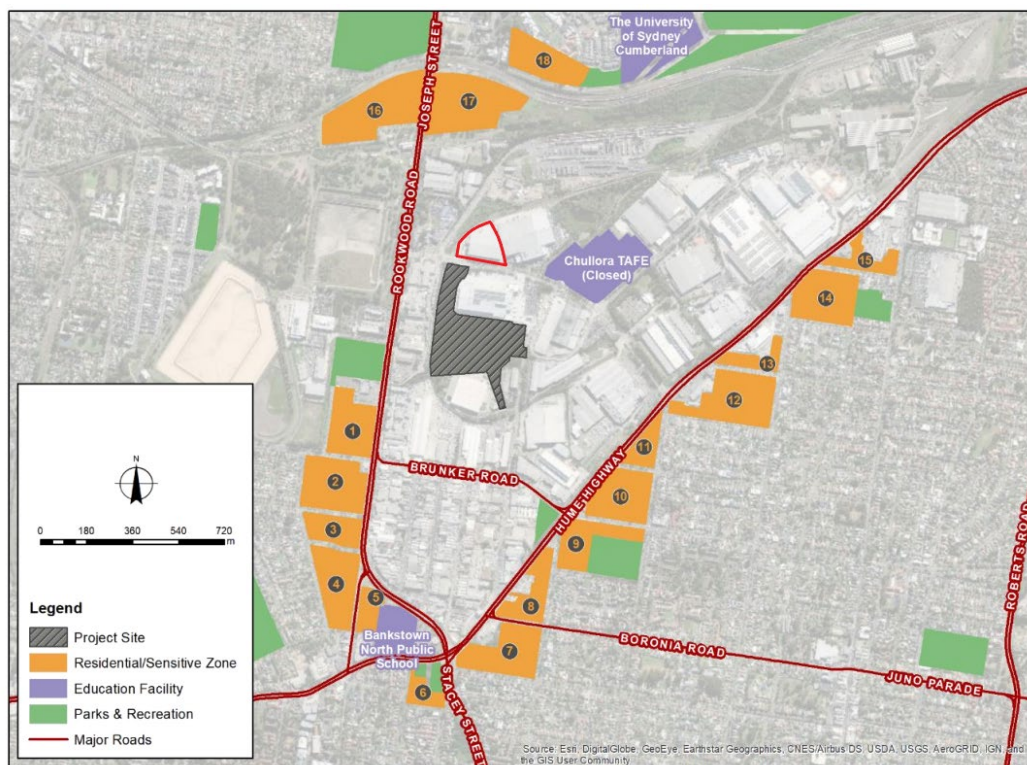 The University
of Sydney
Cumberland
18
JOSEPH STREET
16
17
ROOKWOOD ROAD
Chullora TAFE
(Closed)
15
14
13
12
1
11
BRUNKER ROAD
2
10
HUME HIGHWAY
3
9
4
5
8
Bankstown
North Public
School
7
BORONIA ROAD
ROBERTS ROAD
6
STACEY STREET
JUNO PARADE
N
0 180 360 540 720
m
Legend
Project Site
Residential/Sensitive Zone
Education Facility
Parks & Recreation
Major Roads
Source: Esri, DigitalGlobe, GeoEye, Earthstar Geographics, CNES/Airbus DS, USDA, USGS, AeroGRID, IGN, and
the GIS User Community